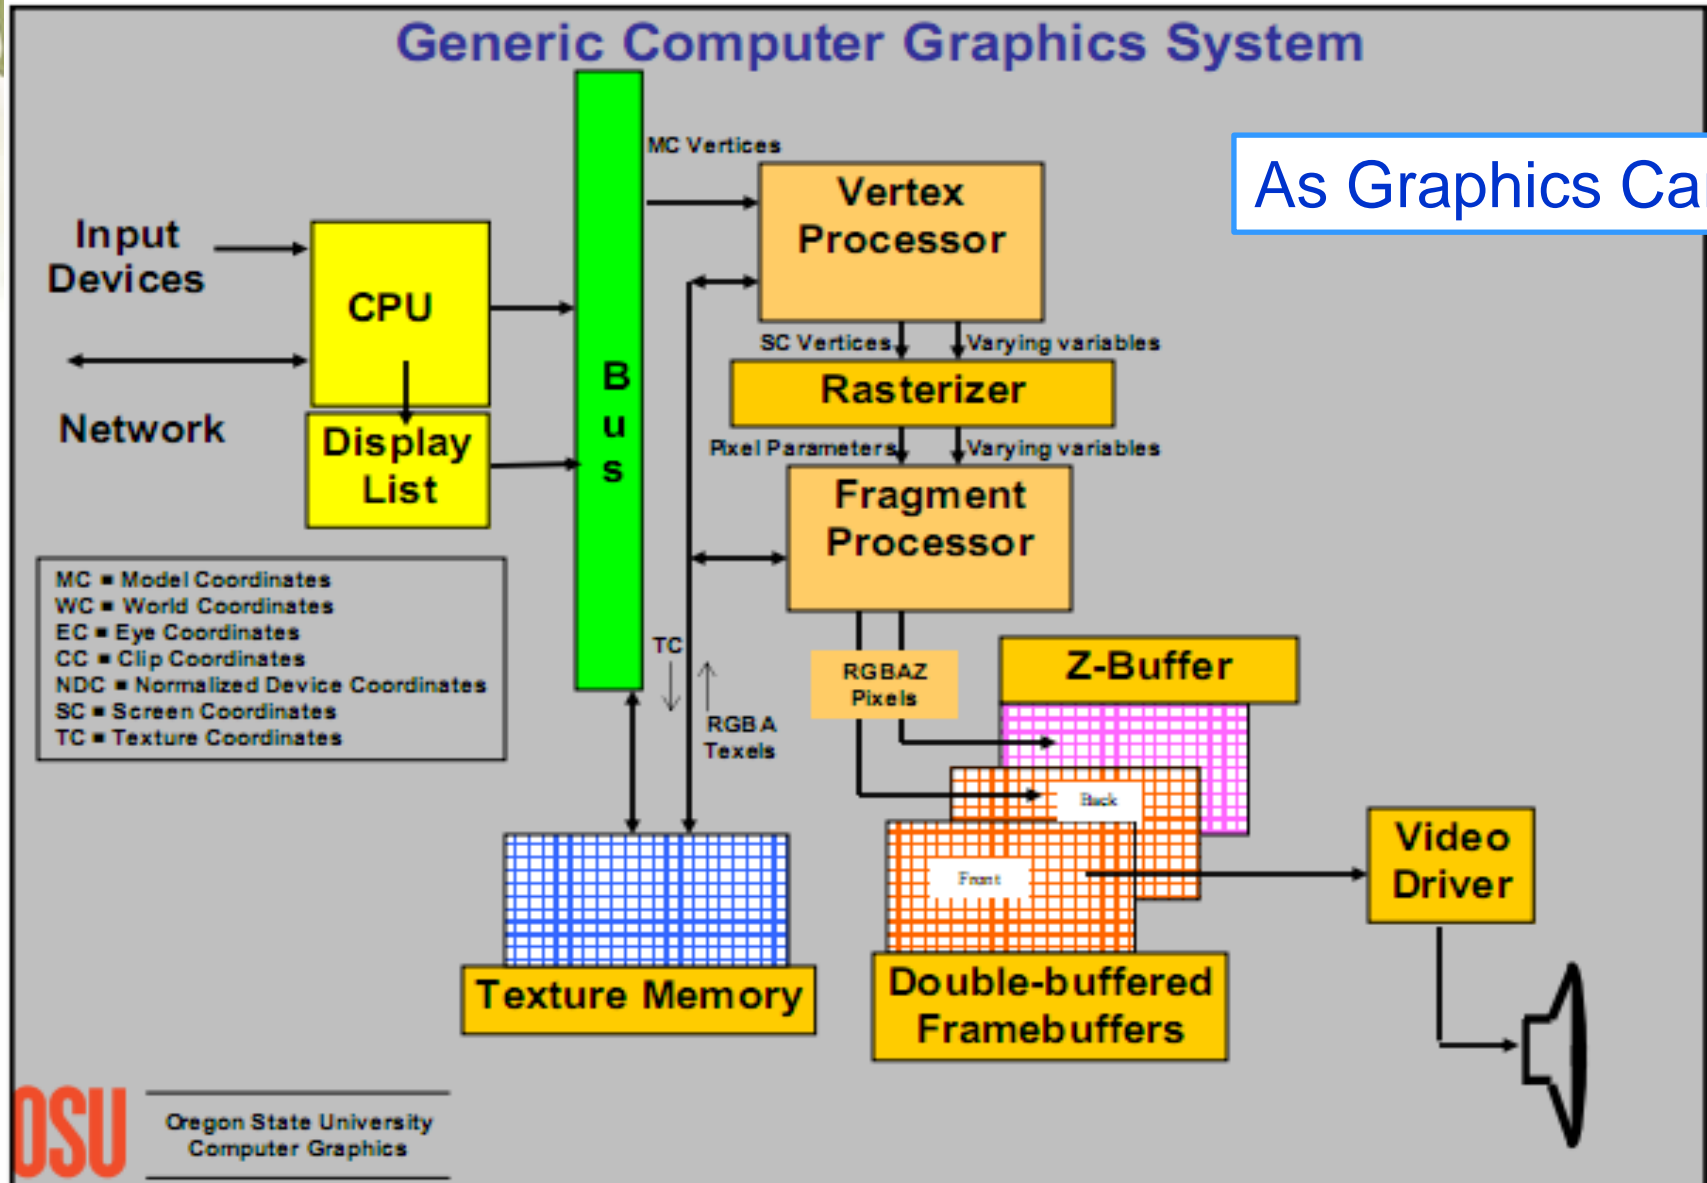 Generic Computer Graphics System
As Graphics
MC Vertices
Vertex
Processor
Input
Devices
CPU
Network
Display
List
Bus
SC Vertices
Varying variables
Rasterizer
Pixel Parameters
Varying variables
Fragment
Processor
MC = Model Coordinates
WC = World Coordinates
EC = Eye Coordinates
CC = Clip Coordinates
NDC = Normalized Device Coordinates
SC = Screen Coordinates
TC = Texture Coordinates
TC
RGBA
Texels
RGBAZ
Pixels
Z-Buffer
Back
Front
Video
Driver
Texture Memory
Double-buffered
Framebuffers
OSU
Oregon State University
Computer Graphics